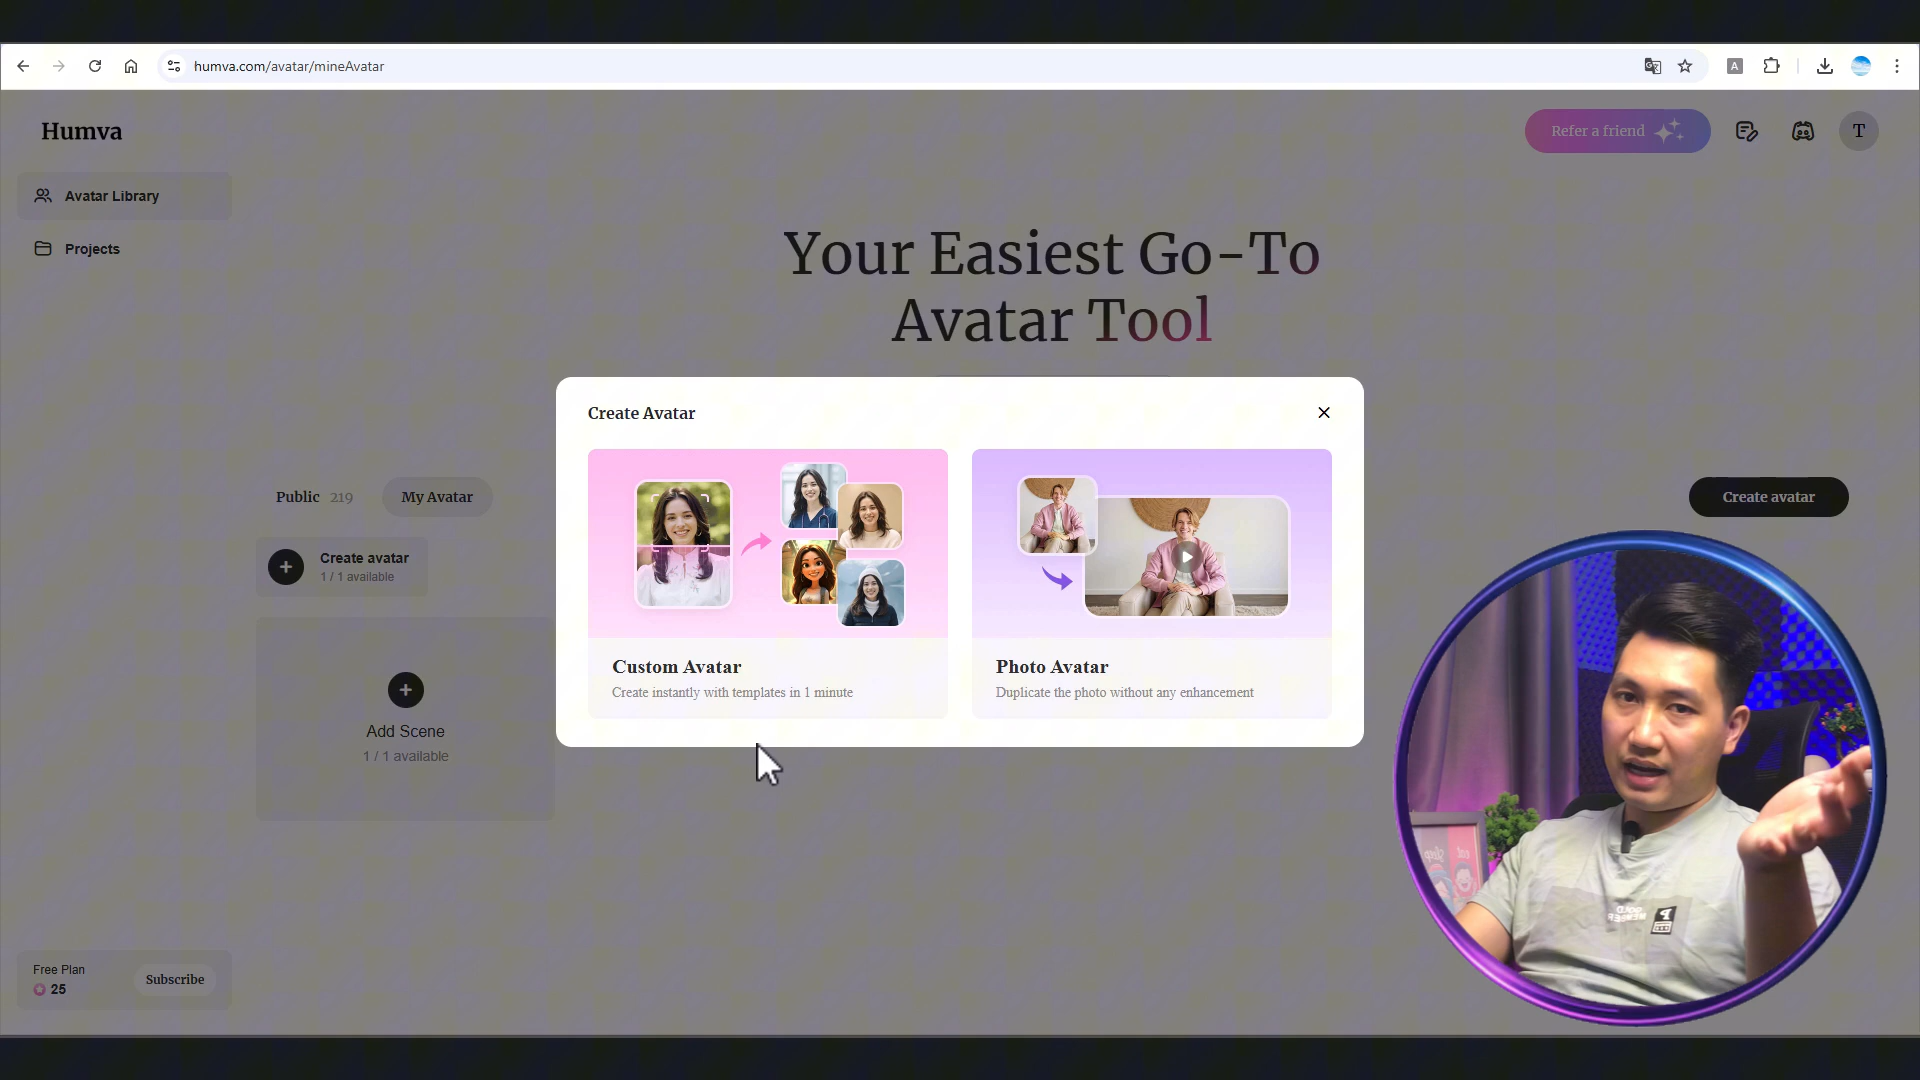 humva.com/avatar/mineAvatar
A
Humva
Refer a friend
T
Avatar Library
Projects
Your Easiest Go-To
Avatar Tool
Create Avatar
Public 219
My Avatar
Create avatar
Create avatar
1 / 1 available
Add Scene
1 / 1 available
Custom Avatar
Create instantly with templates in 1 minute
Photo Avatar
Duplicate the photo without any enhancement
Free Plan
25
Subscribe